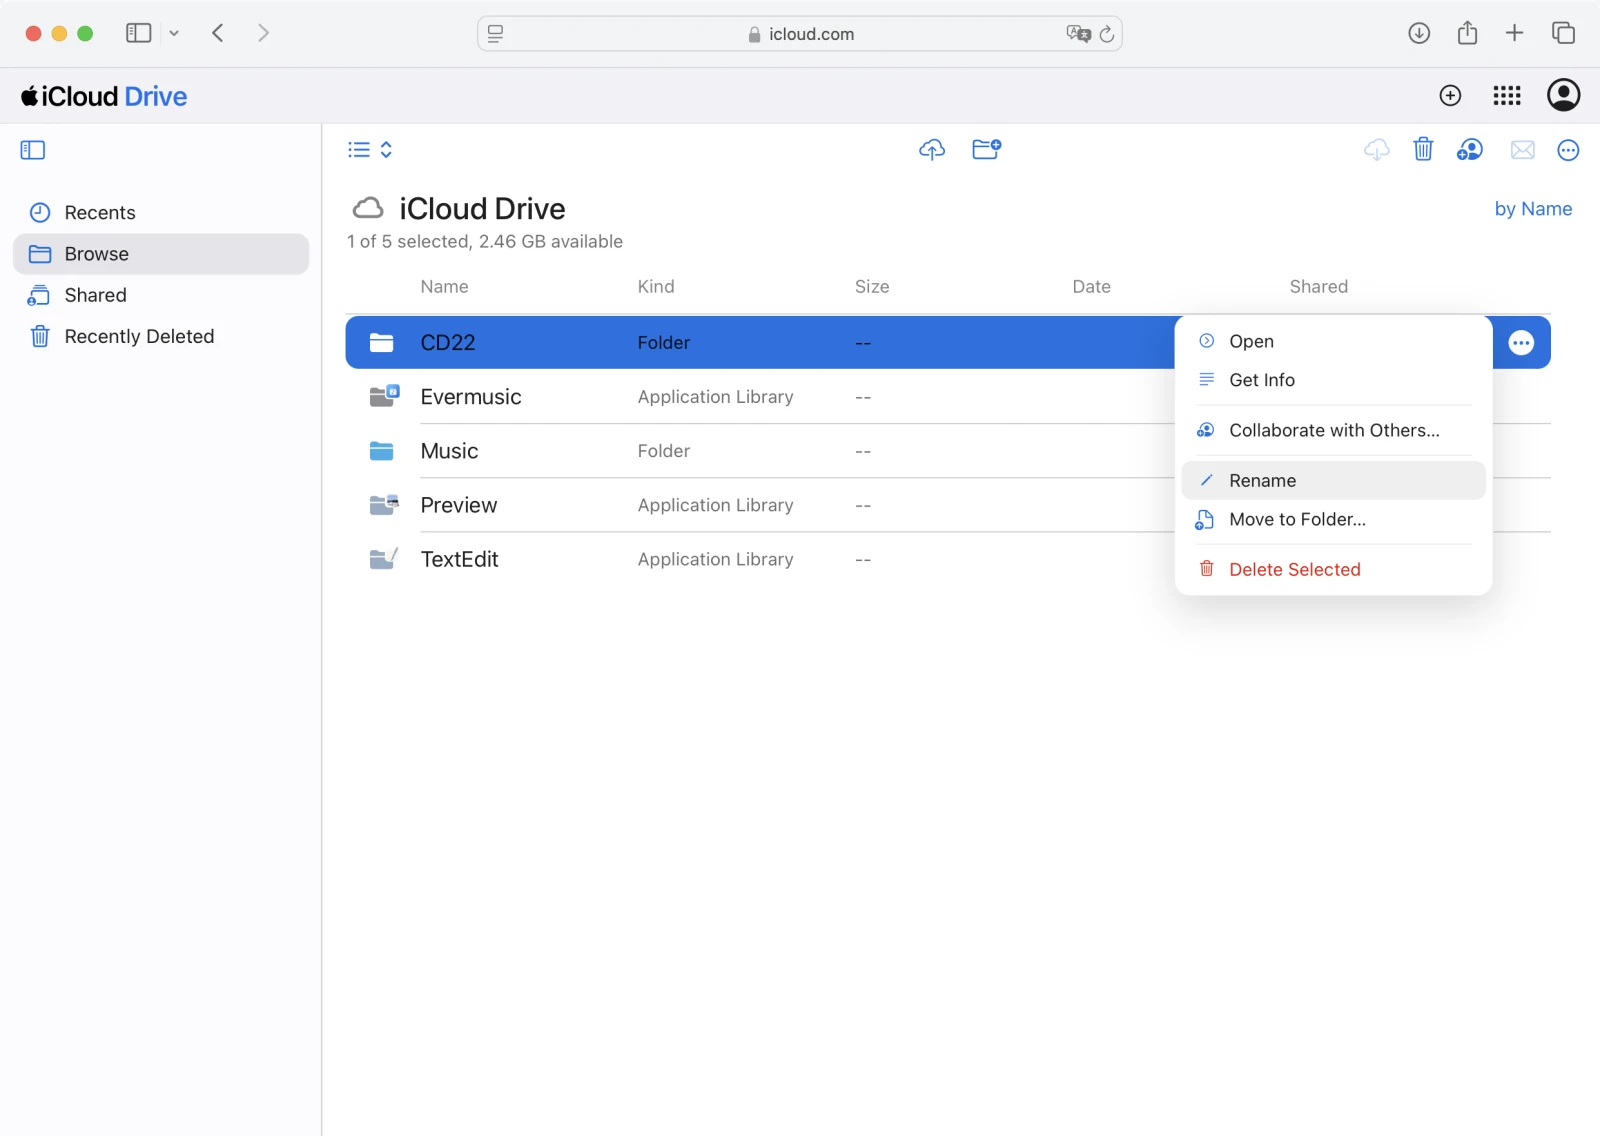 icloud.com
iCloud Drive
Recents
Browse
Shared
Recently Deleted
iCloud Drive
by Name
1 of 5 selected, 2.46 GB available
Name Kind Size Date Shared
CD22 Folder --
Evermusic Application Library --
Music Folder --
Preview Application Library --
TextEdit Application Library --
Open
Get Info
Collaborate with Others...
Rename
Move to Folder...
Delete Selected